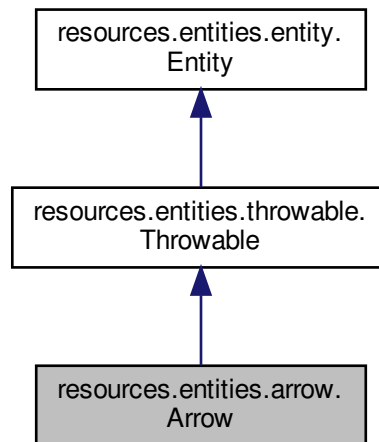 resources.entities.entity.
Entity
resources.entities.throwable.
Throwable
resources.entities.arrow.
Arrow